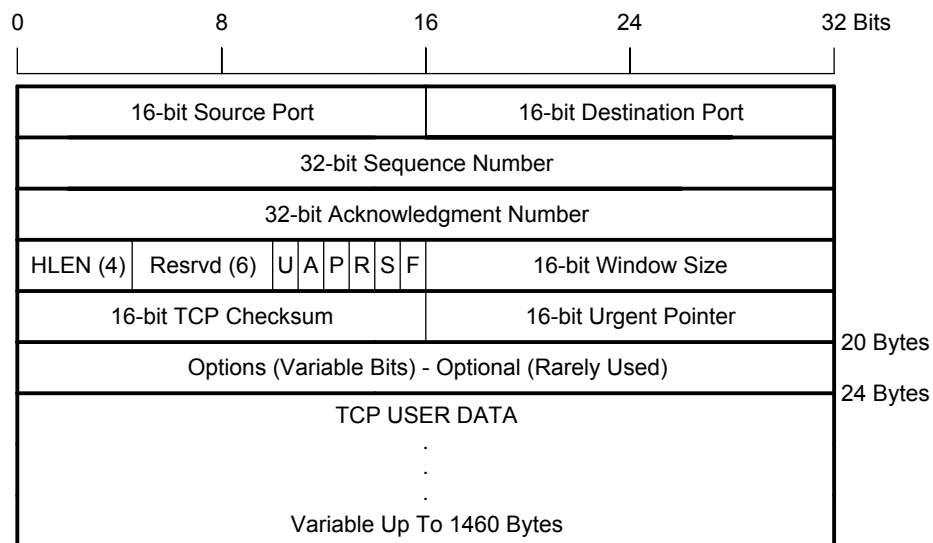 0 8 16 24 32 Bits
16-bit Source Port 16-bit Destination Port
32-bit Sequence Number
32-bit Acknowledgment Number
HLEN (4) Resrvd (6) U A P R S F 16-bit Window Size
16-bit TCP Checksum 16-bit Urgent Pointer
20 Bytes
Options (Variable Bits) - Optional (Rarely Used)
24 Bytes
TCP USER DATA
.
.
.
Variable Up To 1460 Bytes